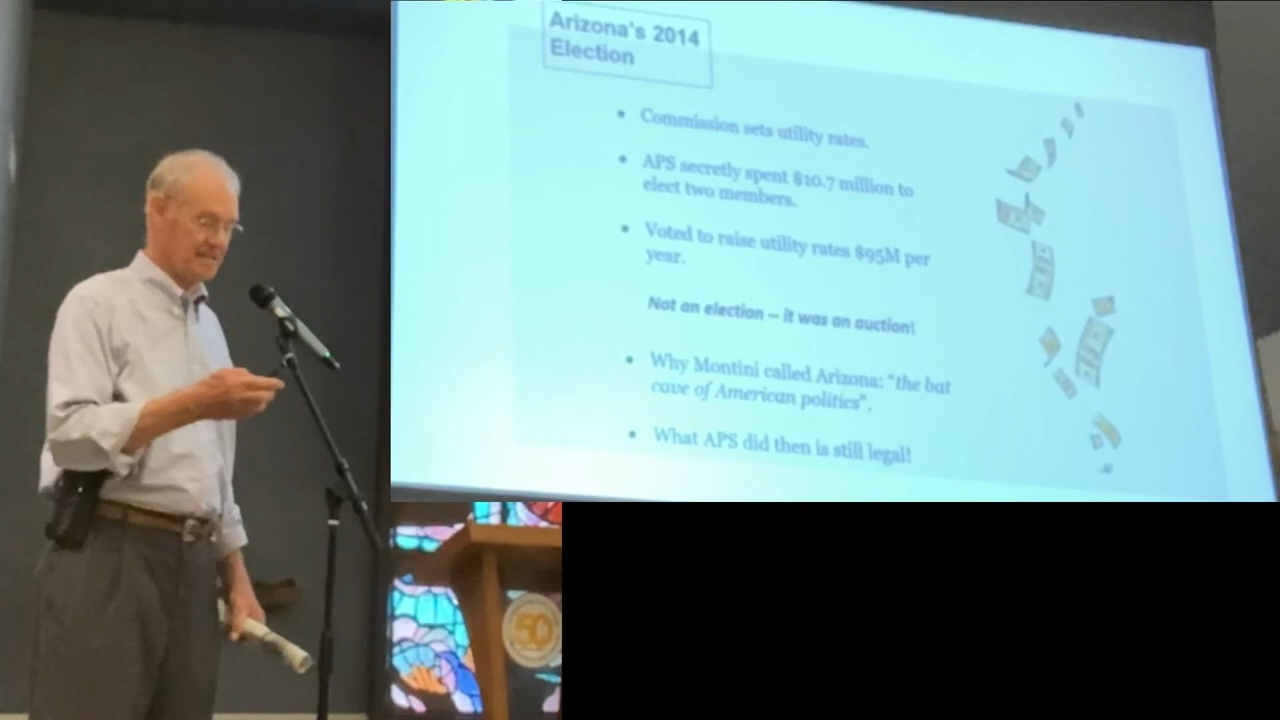 Arizona's 2014
Election
• Commission sets utility rates.
• APS secretly spent $10.7 million to
elect two members.
• Voted to raise utility rates $95M per
year.
Not an election – it was an auction!
• Why Montini called Arizona: "the bat
cave of American politics".
• What APS did then is still legal!
50